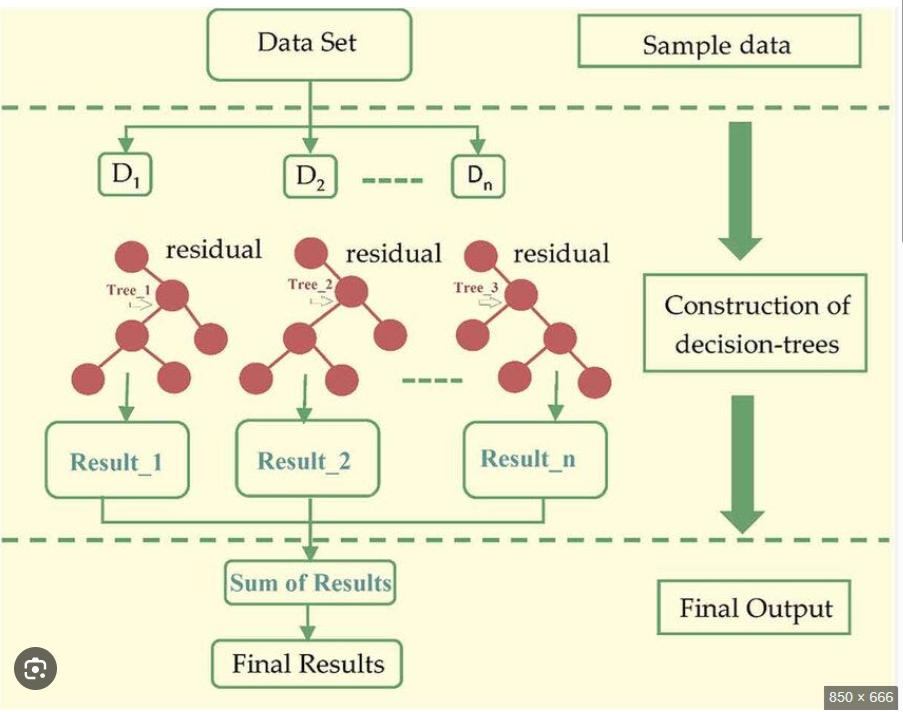 Data Set
Sample data
D1
D2
Dn
residual
residual
residual
Tree_1
Tree_2
Tree_3
Construction of
decision-trees
Result_1
Result_2
Result_n
Sum of Results
Final Output
Final Results
850 × 666